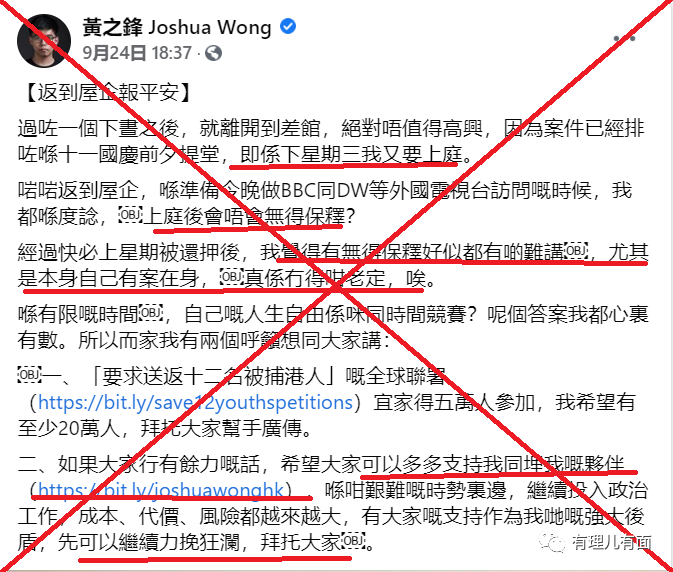 黃之鋒 Joshua Wong
9月24日 18:37 ·
【返到屋企報平安】
過咗一個下晝之後，就離開到差館，絕對唔值得高興，因為案件已經排
咗喺十一國慶前夕提堂，即係下星期三我又要上庭。
啱啱返到屋企，喺準備今晚做BBC同DW等外國電視台訪問嘅時候，我
都喺度諗，OBJ上庭後會唔會無得保釋？
經過快必上星期被還押後，我覺得有無得保釋好似都有啲難講OBJ，尤其
是本身自己有案在身，OBJ真係冇得咁老定，唉。
喺有限嘅時間OBJ，自己嘅人生自由係咪同時間競賽？呢個答案我都心裏
有數。所以而家我有兩個呼籲想同大家講：
OBJ一、「要求送返十二名被捕港人」嘅全球聯署
（https://bit.ly/save12youthspetitions）宜家得五萬人參加，我希望有
至少20萬人，拜托大家幫手廣傳。
二、如果大家行有餘力嘅話，希望大家可以多多支持我同埋我嘅夥伴
（https://bit.ly/joshuawonghk），喺咁艱難嘅時勢裏邊，繼續投入政治
工作，成本、代價、風險都越來越大，有大家嘅支持作為我哋嘅強大後
盾，先可以繼續力挽狂瀾，拜托大家OBJ。
有理儿有面